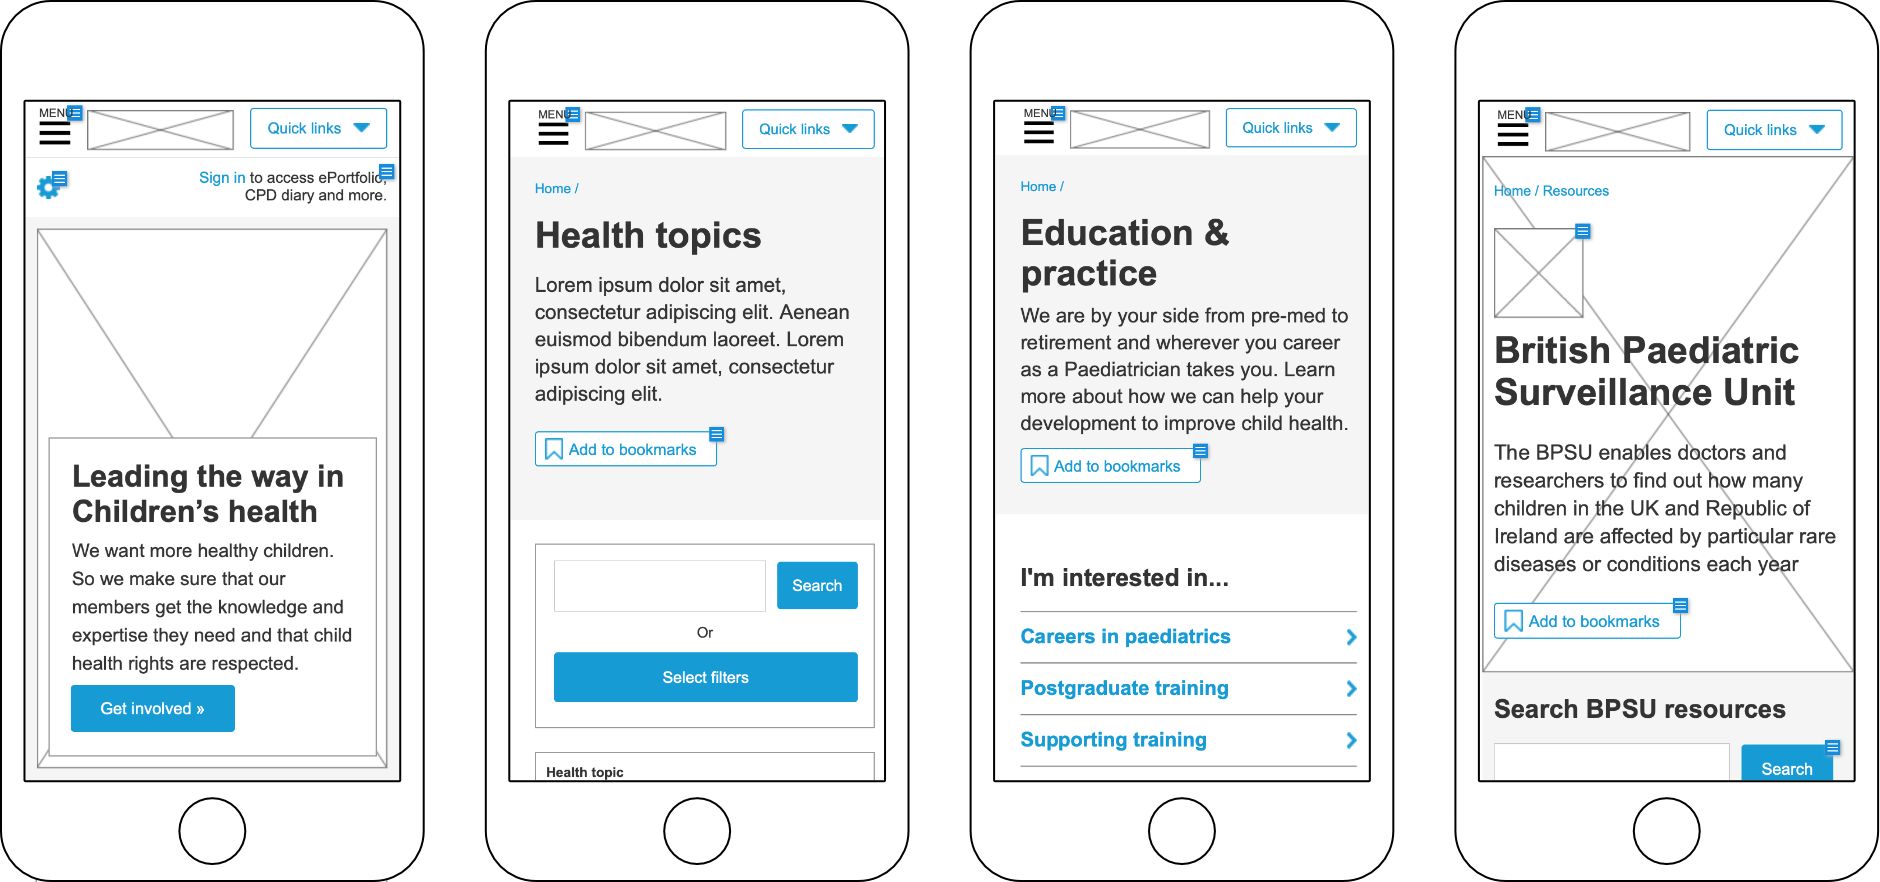 MENU
Quick links
Sign in to access ePortfolio,
CPD diary and more.
Leading the way in
Children’s health
We want more healthy children.
So we make sure that our
members get the knowledge and
expertise they need and that child
health rights are respected.
Get involved »
MENU
Quick links
Home /
Health topics
Lorem ipsum dolor sit amet,
consectetur adipiscing elit. Aenean
euismod bibendum laoreet. Lorem
ipsum dolor sit amet, consectetur
adipiscing elit.
Add to bookmarks
Search
Or
Select filters
Health topic
MENU
Quick links
Home /
Education &
practice
We are by your side from pre-med to
retirement and wherever you career
as a Paediatrician takes you. Learn
more about how we can help your
development to improve child health.
Add to bookmarks
I'm interested in...
Careers in paediatrics
Postgraduate training
Supporting training
MENU
Quick links
Home / Resources
British Paediatric
Surveillance Unit
The BPSU enables doctors and
researchers to find out how many
children in the UK and Republic of
Ireland are affected by particular rare
diseases or conditions each year
Add to bookmarks
Search BPSU resources
Search